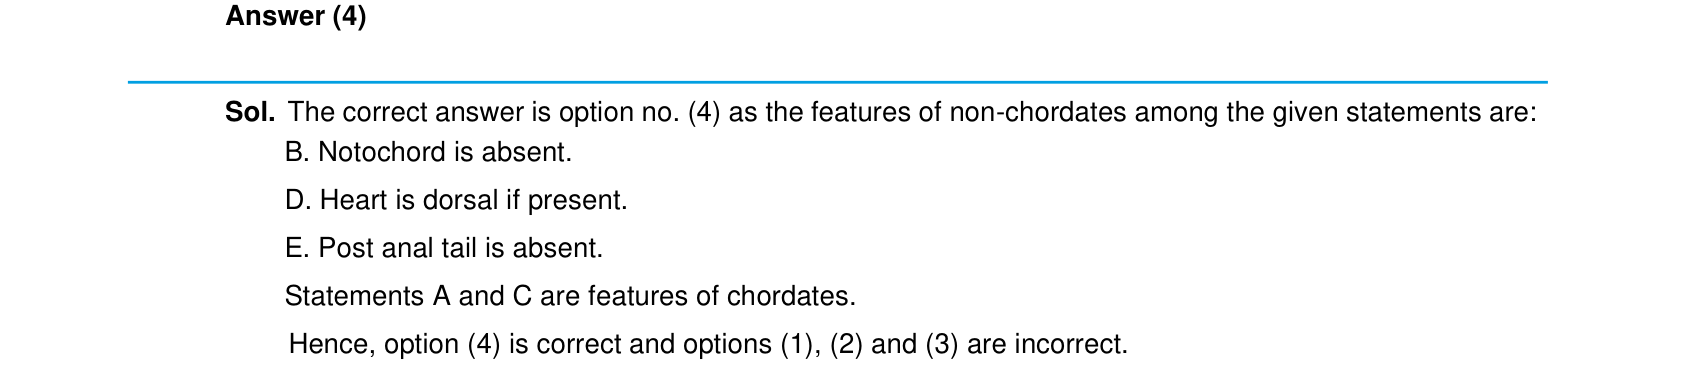 Answer (4)
Sol. The correct answer is option no. (4) as the features of non-chordates among the given statements are:
B. Notochord is absent.
D. Heart is dorsal if present.
E. Post anal tail is absent.
Statements A and C are features of chordates.
Hence, option (4) is correct and options (1), (2) and (3) are incorrect.